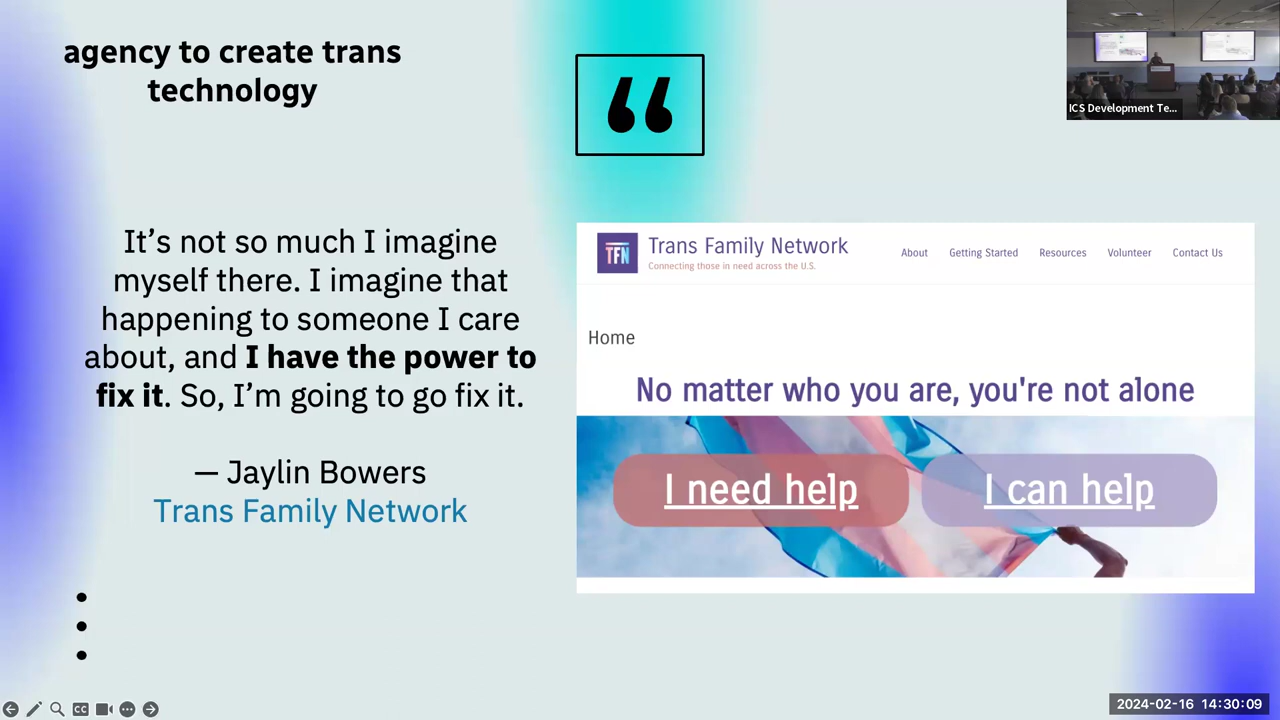 agency to create trans
technology
“
ICS Development Te...
It’s not so much I imagine
myself there. I imagine that
happening to someone I care
about, and I have the power to
fix it. So, I’m going to go fix it.
— Jaylin Bowers
Trans Family Network
TFN
Trans Family Network
Connecting those in need across the U.S.
About Getting Started Resources Volunteer Contact Us
Home
No matter who you are, you're not alone
I need help I can help
CC
2024-02-16 14:30:09